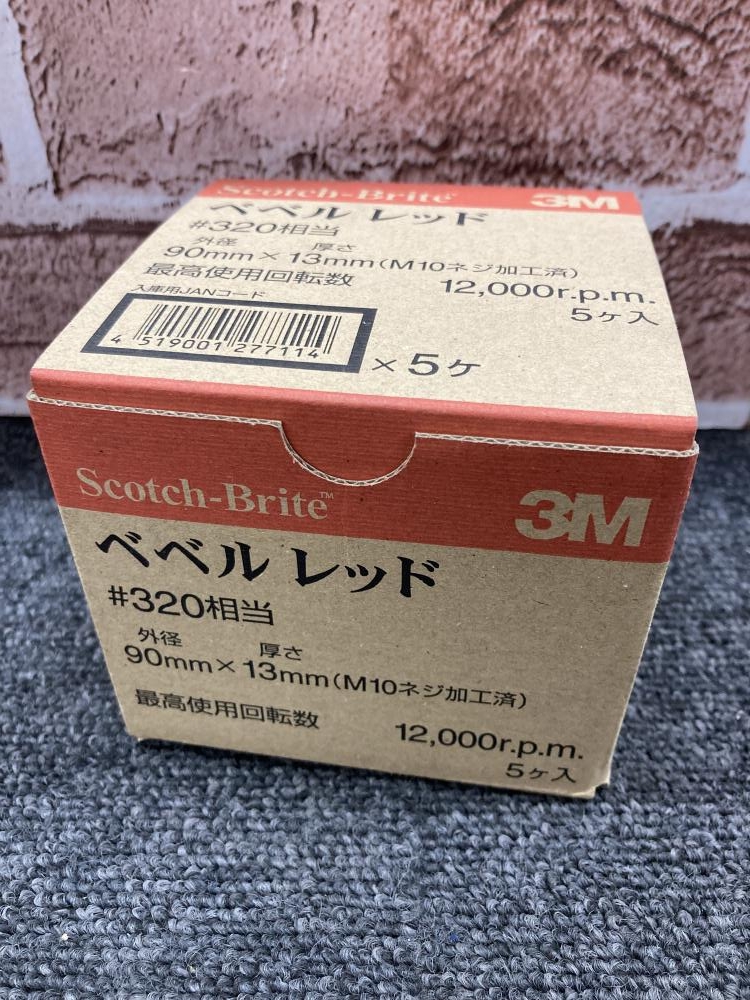 Scotch-Brite 3M
ベベル レッド
#320相当
外径 厚さ
90mm×13mm(M10ネジ加工済)
最高使用回転数 12,000r.p.m.
5ヶ入
入庫用JANコード
4 519001 277114
×5ヶ
Scotch-Brite™ 3M
ベベル レッド
#320相当
外径 厚さ
90mm×13mm(M10ネジ加工済)
最高使用回転数 12,000r.p.m.
5ヶ入